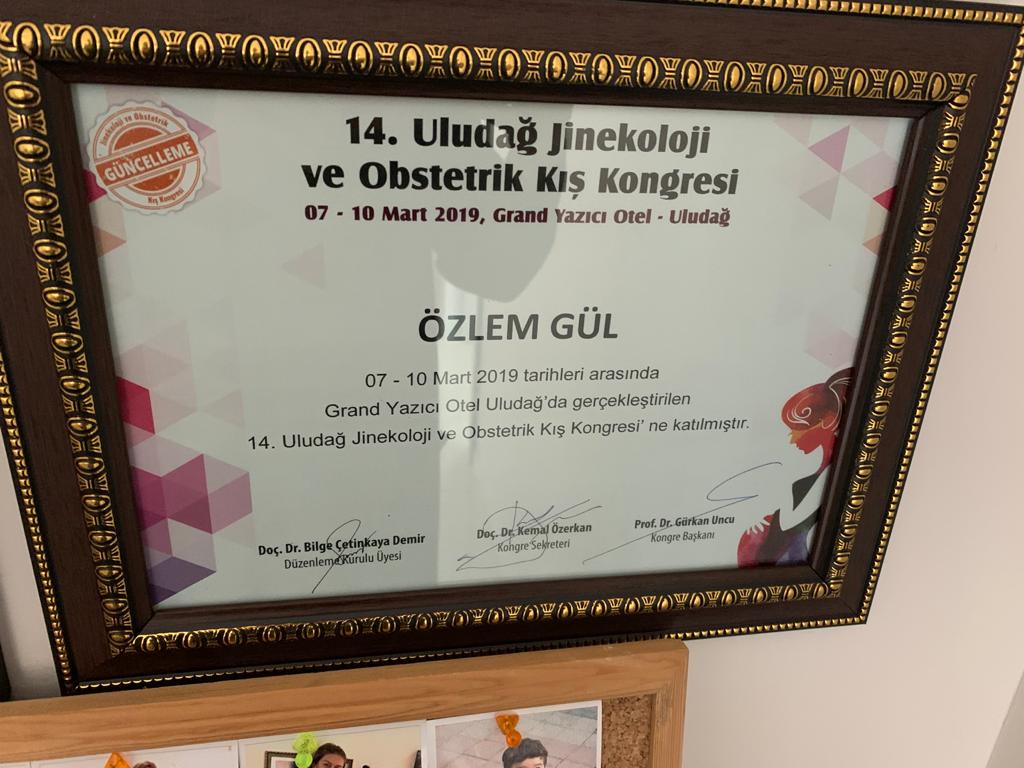 Jinekoloji ve Obstetrik
GÜNCELLEME
Kış Kongresi
14. Uludağ Jinekoloji
ve Obstetrik Kış Kongresi
07 - 10 Mart 2019, Grand Yazıcı Otel - Uludağ
ÖZLEM GÜL
07 - 10 Mart 2019 tarihleri arasında
Grand Yazıcı Otel Uludağ'da gerçekleştirilen
14. Uludağ Jinekoloji ve Obstetrik Kış Kongresi' ne katılmıştır.
Doç. Dr. Bilge Çetinkaya Demir
Düzenleme Kurulu Üyesi
Doç. Dr. Kemal Özerkan
Kongre Sekreteri
Prof. Dr. Gürkan Uncu
Kongre Başkanı